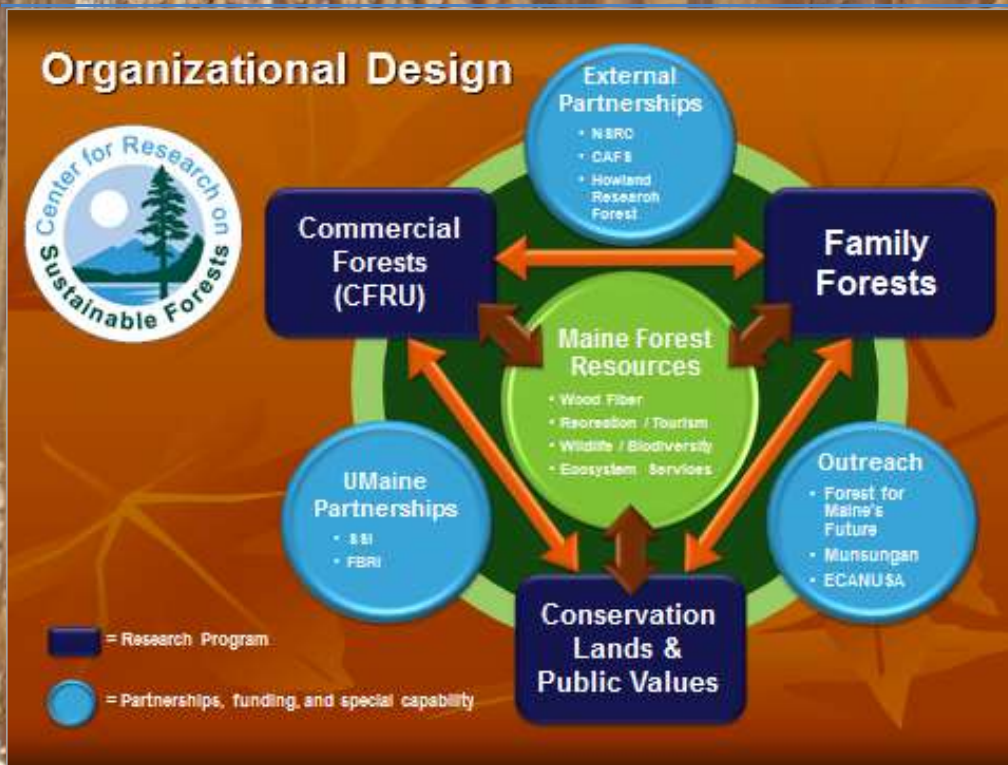 Organizational Design
Center for Research on
Sustainable Forests
External
Partnerships
• NSRC
• CAFS
• Howland
Research
Forest
Commercial
Forests
(CFRU)
Family
Forests
Maine Forest
Resources
• Wood Fiber
• Recreation / Tourism
• Wildlife / Biodiversity
• Ecosystem Services
UMaine
Partnerships
• SSI
• FBRI
Outreach
• Forest for
Maine's
Future
• Munsungan
• ECANUSA
Conservation
Lands &
Public Values
= Research Program
= Partnerships, funding, and special capability